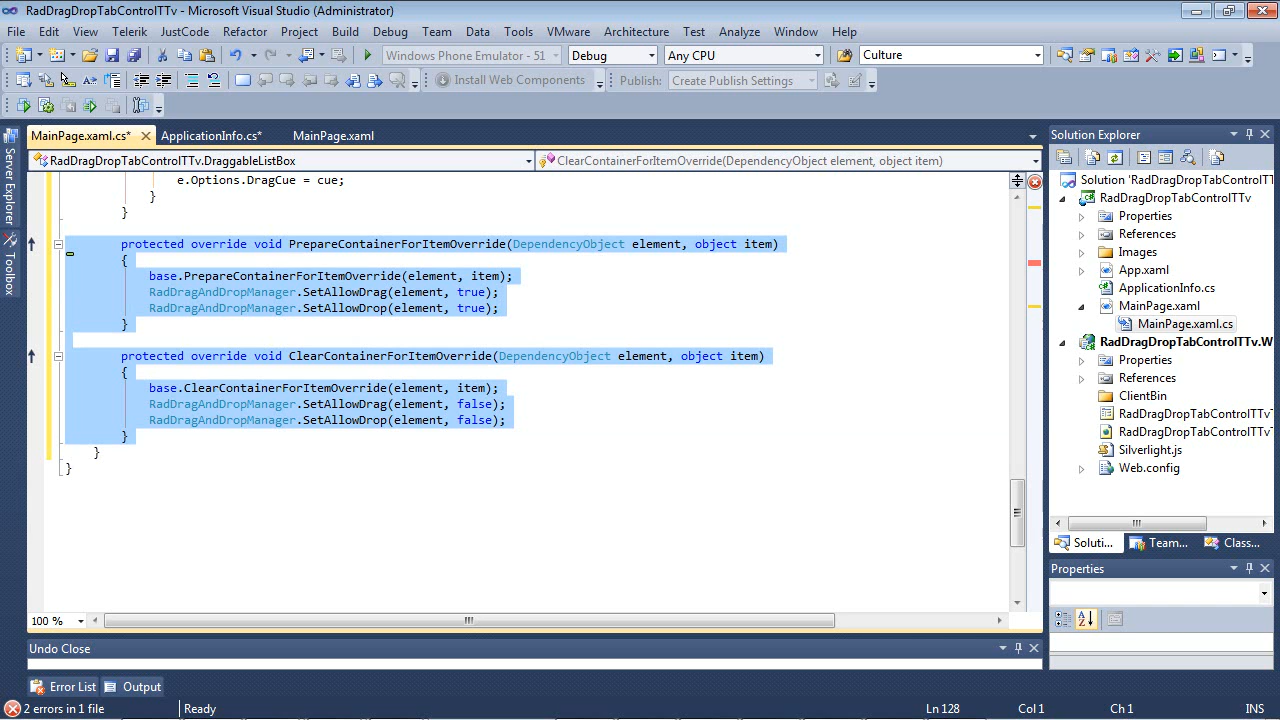 RadDragDropTabControlTTv - Microsoft Visual Studio (Administrator)
File Edit View Telerik JustCode Refactor Project Build Debug Team Data Tools VMware Architecture Test Analyze Window Help
Windows Phone Emulator - 51 Debug Any CPU Culture
Install Web Components Publish: Create Publish Settings
MainPage.xaml.cs* ApplicationInfo.cs* MainPage.xaml
RadDragDropTabControlTTv.DraggableListBox ClearContainerForItemOverride(DependencyObject element, object item)
Server Explorer
Toolbox
e.Options.DragCue = cue;
}
}
protected override void PrepareContainerForItemOverride(DependencyObject element, object item)
{
base.PrepareContainerForItemOverride(element, item);
RadDragAndDropManager.SetAllowDrag(element, true);
RadDragAndDropManager.SetAllowDrop(element, true);
}
protected override void ClearContainerForItemOverride(DependencyObject element, object item)
{
base.ClearContainerForItemOverride(element, item);
RadDragAndDropManager.SetAllowDrag(element, false);
RadDragAndDropManager.SetAllowDrop(element, false);
}
}
}
100 %
Solution Explorer
Solution 'RadDragDropTabControlTT
RadDragDropTabControlTTv
Properties
References
Images
App.xaml
ApplicationInfo.cs
MainPage.xaml
MainPage.xaml.cs
RadDragDropTabControlTTv.W
Properties
References
ClientBin
RadDragDropTabControlTTv
RadDragDropTabControlTTv
Silverlight.js
Web.config
Soluti... Team... Class...
Properties
Undo Close
Error List Output
2 errors in 1 file Ready Ln 128 Col 1 Ch 1 INS